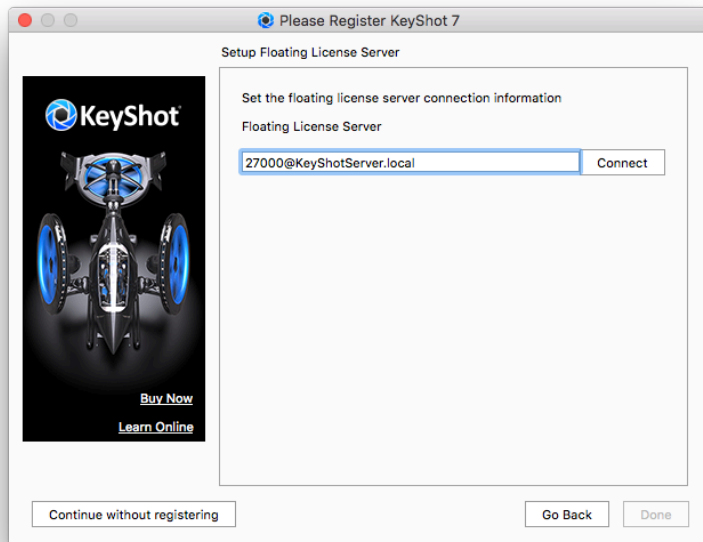 Please Register KeyShot 7
Setup Floating License Server
KeyShot
Set the floating license server connection information
Floating License Server
27000@KeyShotServer.local
Connect
Buy Now
Learn Online
Continue without registering
Go Back
Done